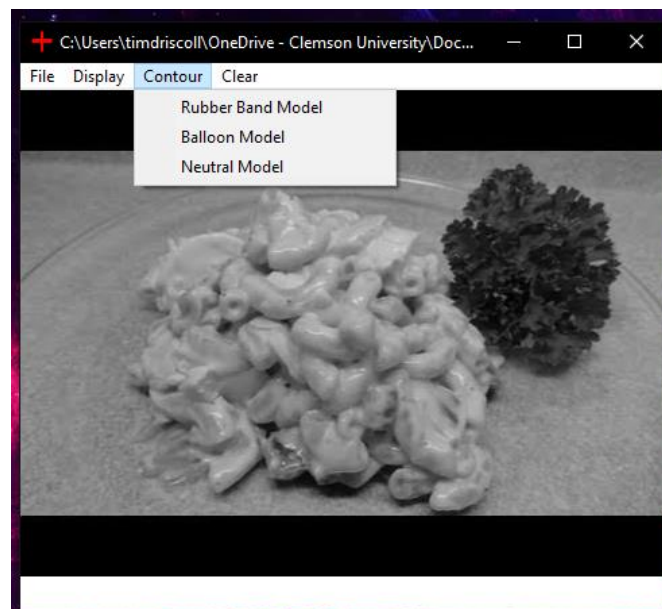 C:\Users\timdriscoll\OneDrive - Clemson University\Doc...
File Display Contour Clear
Rubber Band Model
Balloon Model
Neutral Model